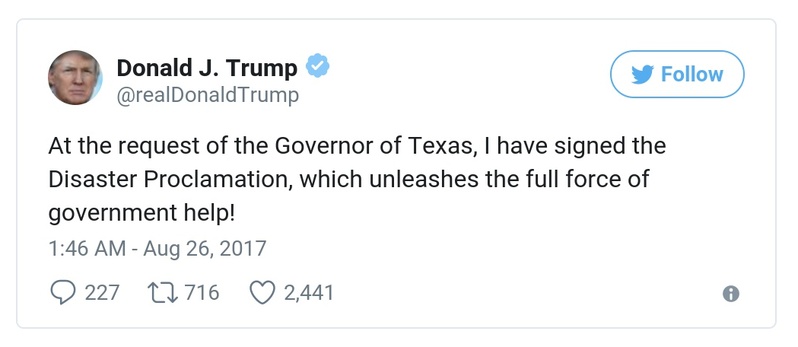 Donald J. Trump
@realDonaldTrump
Follow
At the request of the Governor of Texas, I have signed the
Disaster Proclamation, which unleashes the full force of
government help!
1:46 AM - Aug 26, 2017
227 716 2,441